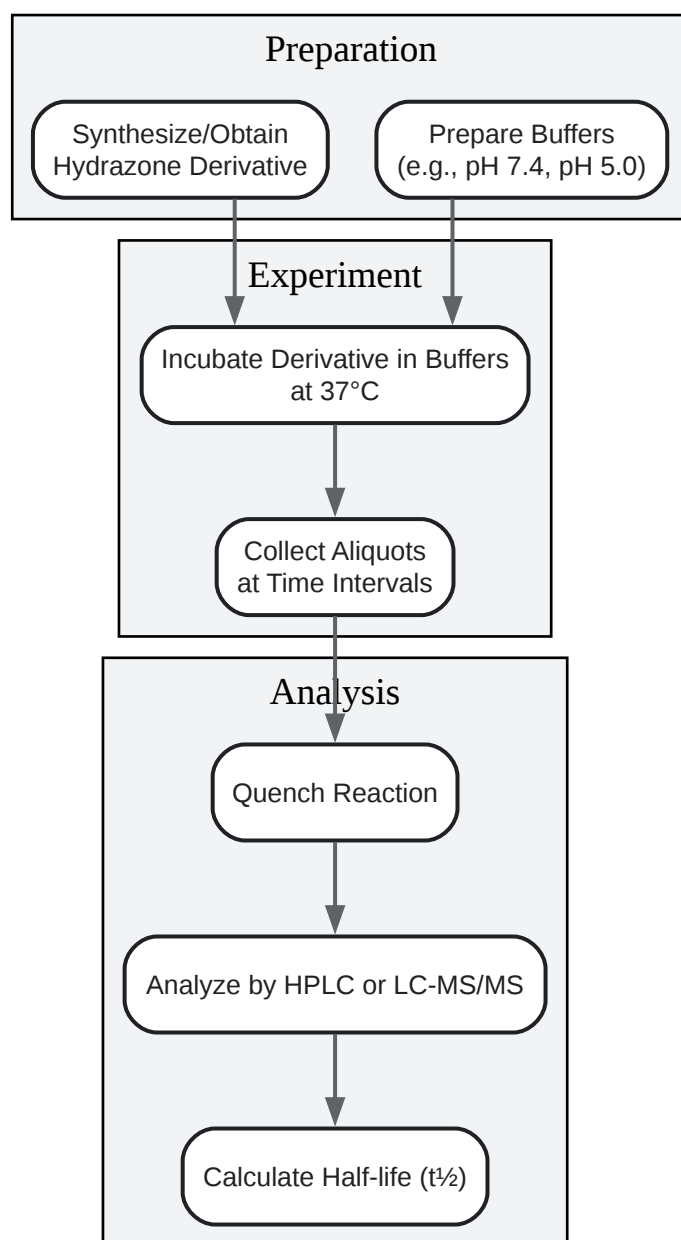 Preparation
Synthesize/Obtain
Hydrazone Derivative
Prepare Buffers
(e.g., pH 7.4, pH 5.0)
Experiment
Incubate Derivative in Buffers
at 37°C
Collect Aliquots
at Time Intervals
Analysis
Quench Reaction
Analyze by HPLC or LC-MS/MS
Calculate Half-life (t½)